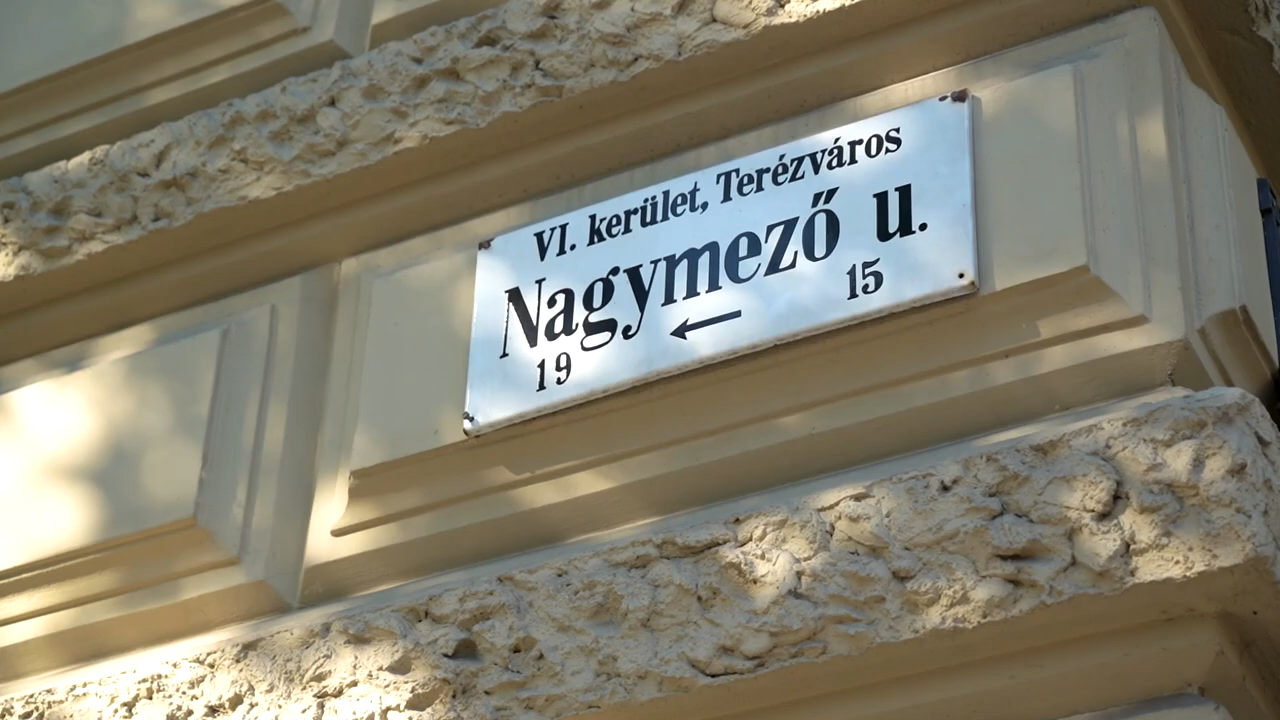 VI. kerület, Terézváros
Nagymező u.
19 ← 15